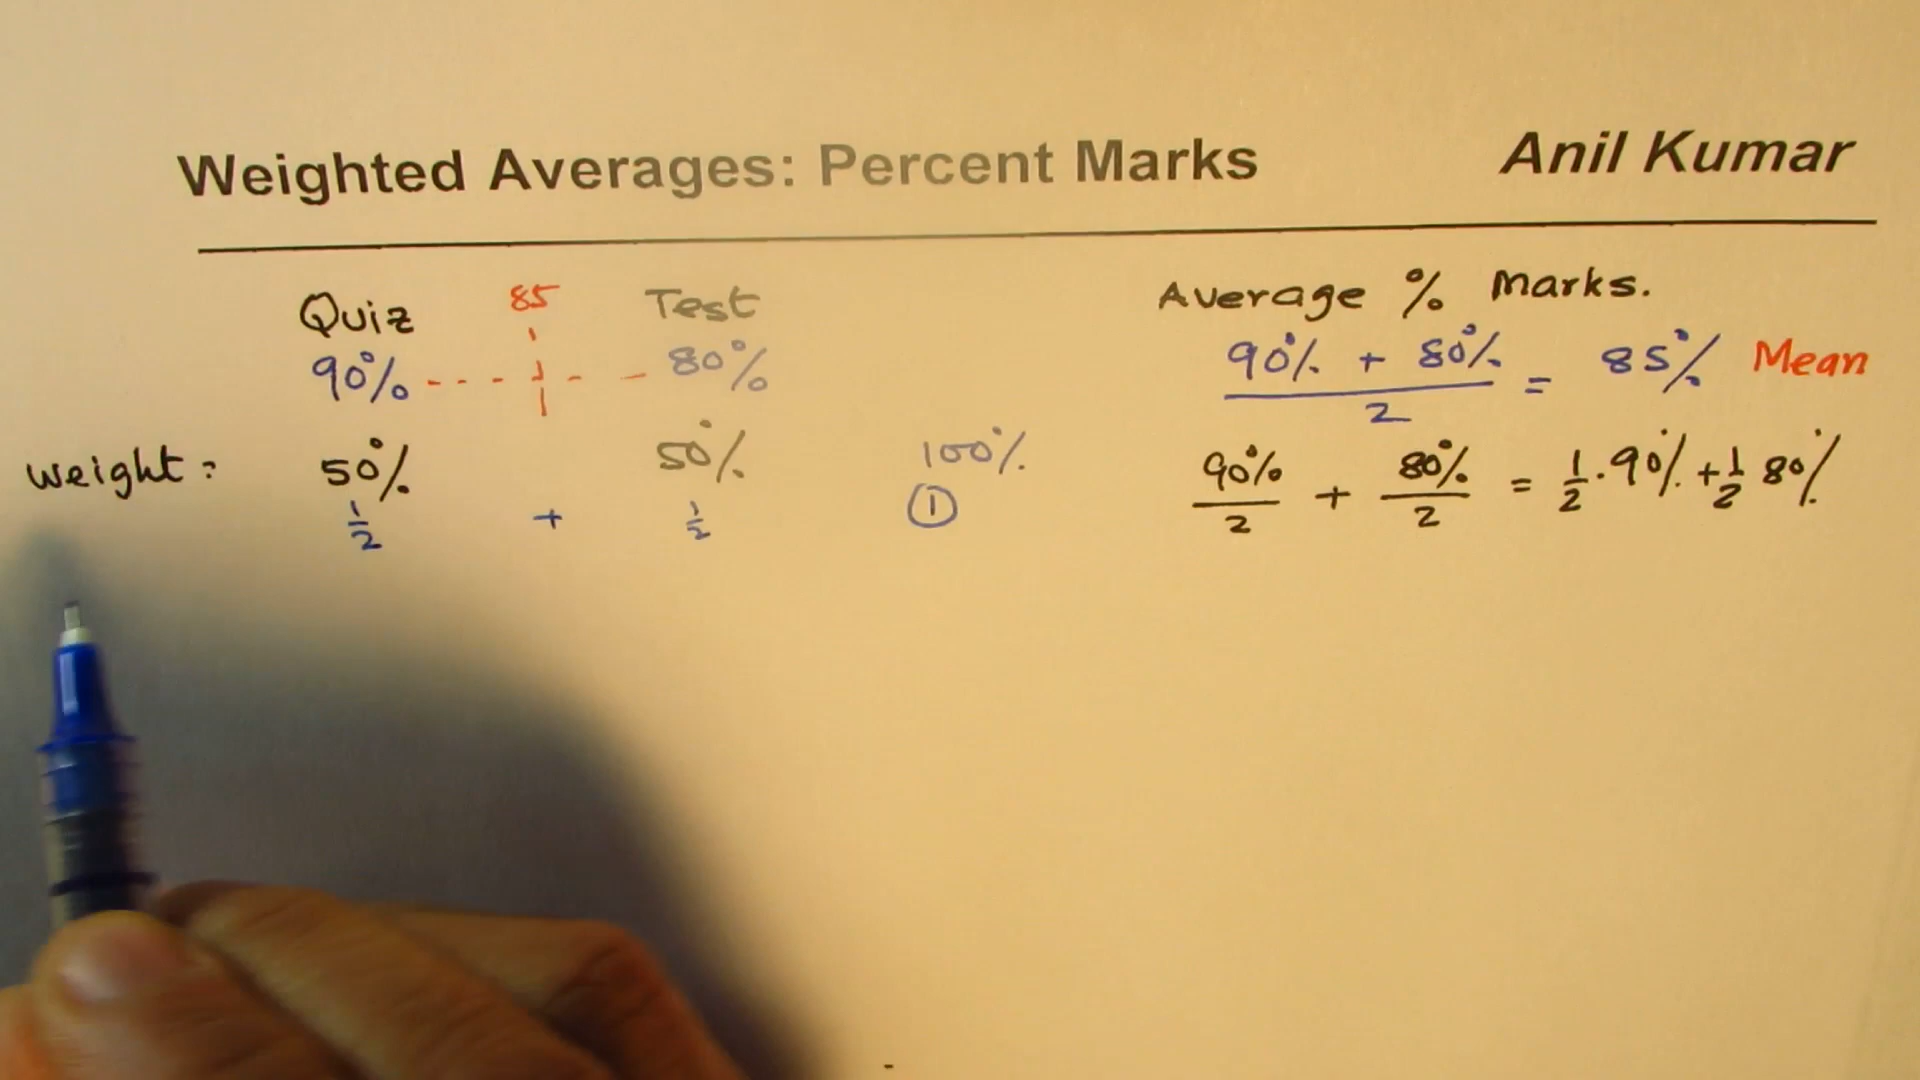 Weighted Averages: Percent Marks Anil Kumar
Quiz 85 Test Average % Marks.
90% 80% 90% + 80% / 2 = 85% Mean
weight: 50% 50% 100% 90%/2 + 80%/2 = 1/2 · 90% + 1/2 80%
1/2 + 1/2 1